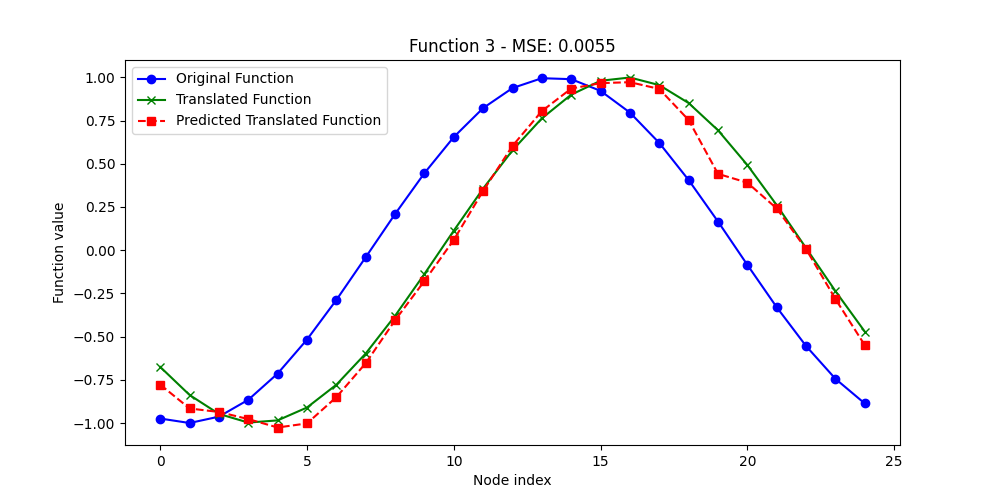 Function 3 - MSE: 0.0055
Original Function
Translated Function
Predicted Translated Function
1.00
0.75
0.50
0.25
0.00
−0.25
−0.50
−0.75
−1.00
Function value
0 5 10 15 20 25
Node index